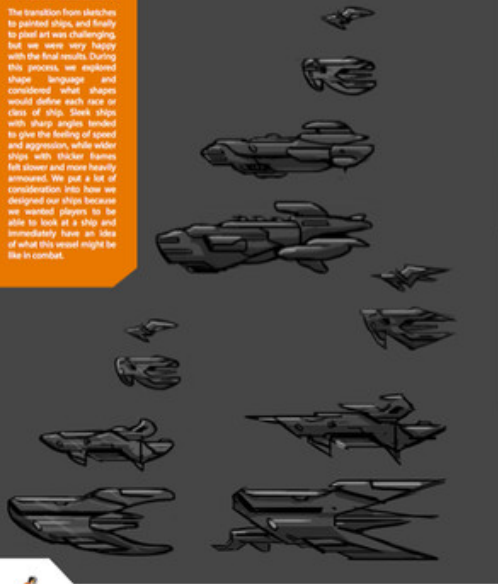 The transition from sketches
to painted ships, and finally
to pixel art was challenging,
but we were very happy
with the final results. During
this process, we explored
shape language and
considered what shapes
would define each race or
class of ship. Sleek ships
with sharp angles tended
to give the feeling of speed
and aggression, while wider
ships with thicker frames
felt slower and more heavily
armoured. We put a lot of
consideration into how we
designed our ships because
we wanted players to be
able to look at a ship and
immediately have an idea
of what this vessel might be
like in combat.